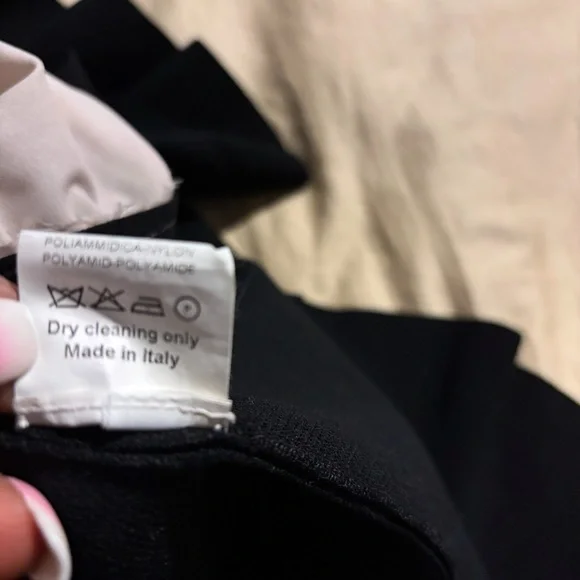 POLIAMMIDICA-NYLON
POLYAMID-POLYAMIDE
Dry cleaning only
Made in Italy